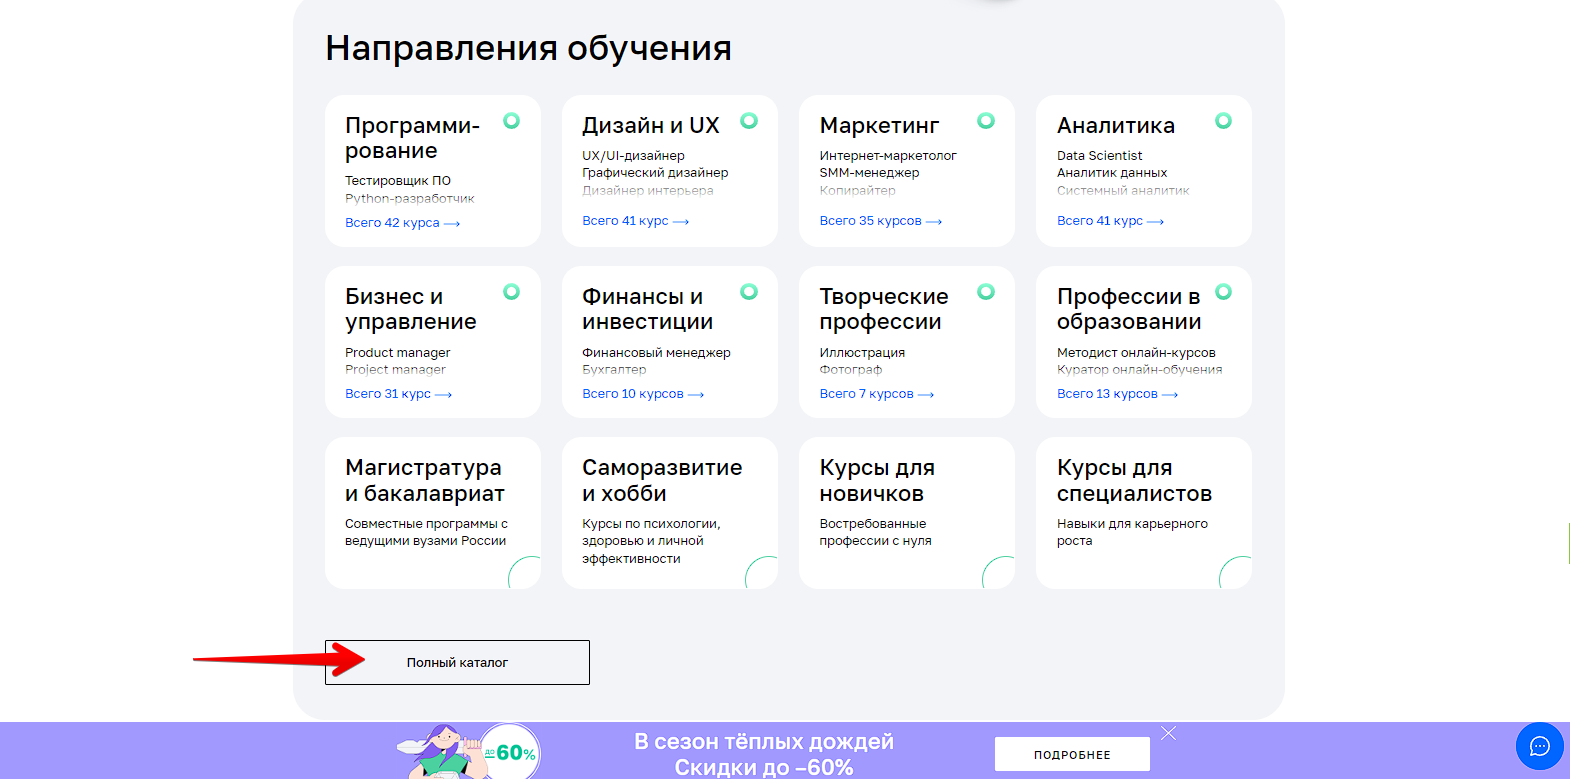 Направления обучения
Программи-
рование
Тестировщик ПО
Python-разработчик
Всего 42 курса
Дизайн и UX
UX/UI-дизайнер
Графический дизайнер
Дизайнер интерьера
Всего 41 курс
Маркетинг
Интернет-маркетолог
SMM-менеджер
Копирайтер
Всего 35 курсов
Аналитика
Data Scientist
Аналитик данных
Системный аналитик
Всего 41 курс
Бизнес и
управление
Product manager
Project manager
Всего 31 курс
Финансы и
инвестиции
Финансовый менеджер
Бухгалтер
Всего 10 курсов
Творческие
профессии
Иллюстрация
Фотограф
Всего 7 курсов
Профессии в
образовании
Методист онлайн-курсов
Куратор онлайн-обучения
Всего 13 курсов
Магистратура
и бакалавриат
Совместные программы с
ведущими вузами России
Саморазвитие
и хобби
Курсы по психологии,
здоровью и личной
эффективности
Курсы для
новичков
Востребованные
профессии с нуля
Курсы для
специалистов
Навыки для карьерного
роста
Полный каталог
до 60%
В сезон тёплых дождей
Скидки до –60%
ПОДРОБНЕЕ